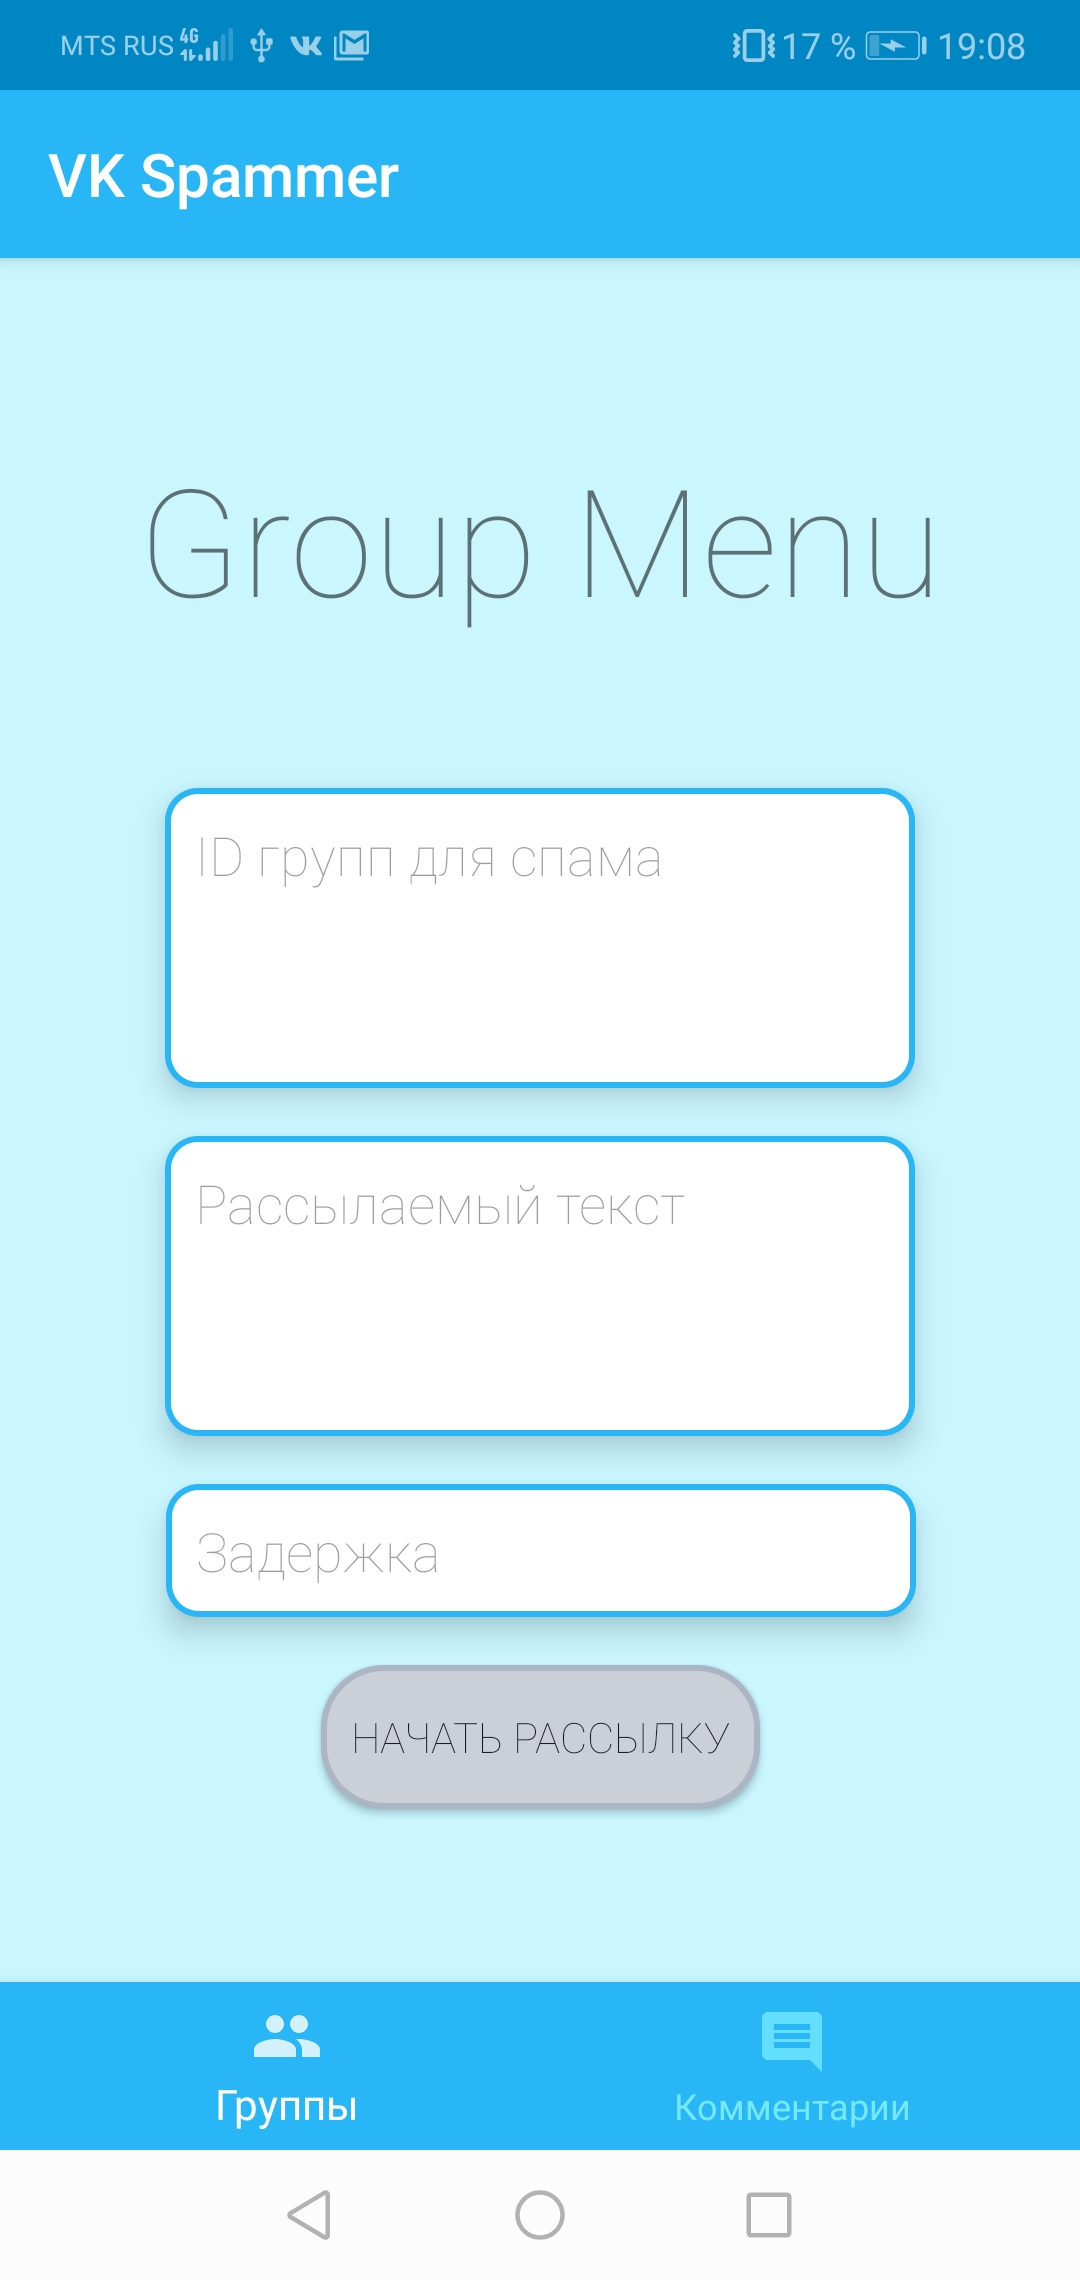 MTS RUS 4G 17 % 19:08
VK Spammer
Group Menu
ID групп для спама
Рассылаемый текст
Задержка
НАЧАТЬ РАССЫЛКУ
Группы
Комментарии